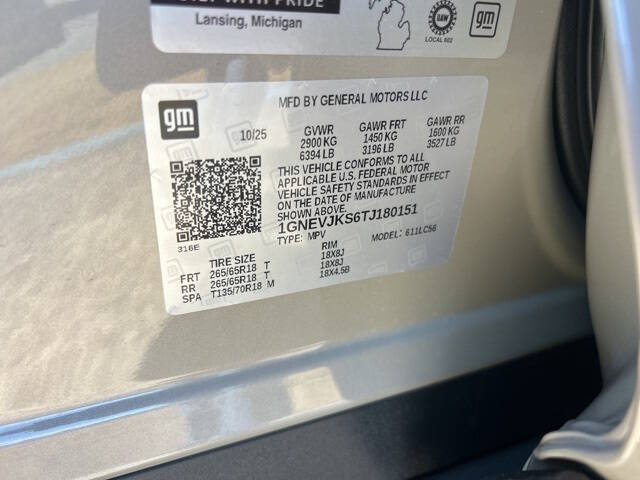 WITH PRIDE
Lansing, Michigan
UAW
LOCAL 602
gm
gm
MFD BY GENERAL MOTORS LLC
10/25 GVWR GAWR FRT GAWR RR
2900 KG 1450 KG 1600 KG
6394 LB 3196 LB 3527 LB
THIS VEHICLE CONFORMS TO ALL
APPLICABLE U.S. FEDERAL MOTOR
VEHICLE SAFETY STANDARDS IN EFFECT
ON THE DATE OF MANUFACTURE
1GNEVJKS6TJ180151
TYPE: MPV MODEL: 611LC56
316E
TIRE SIZE RIM
FRT 265/65R18 T 18X8J
RR 265/65R18 T 18X8J
SPA T135/70R18 M 18X4.5B